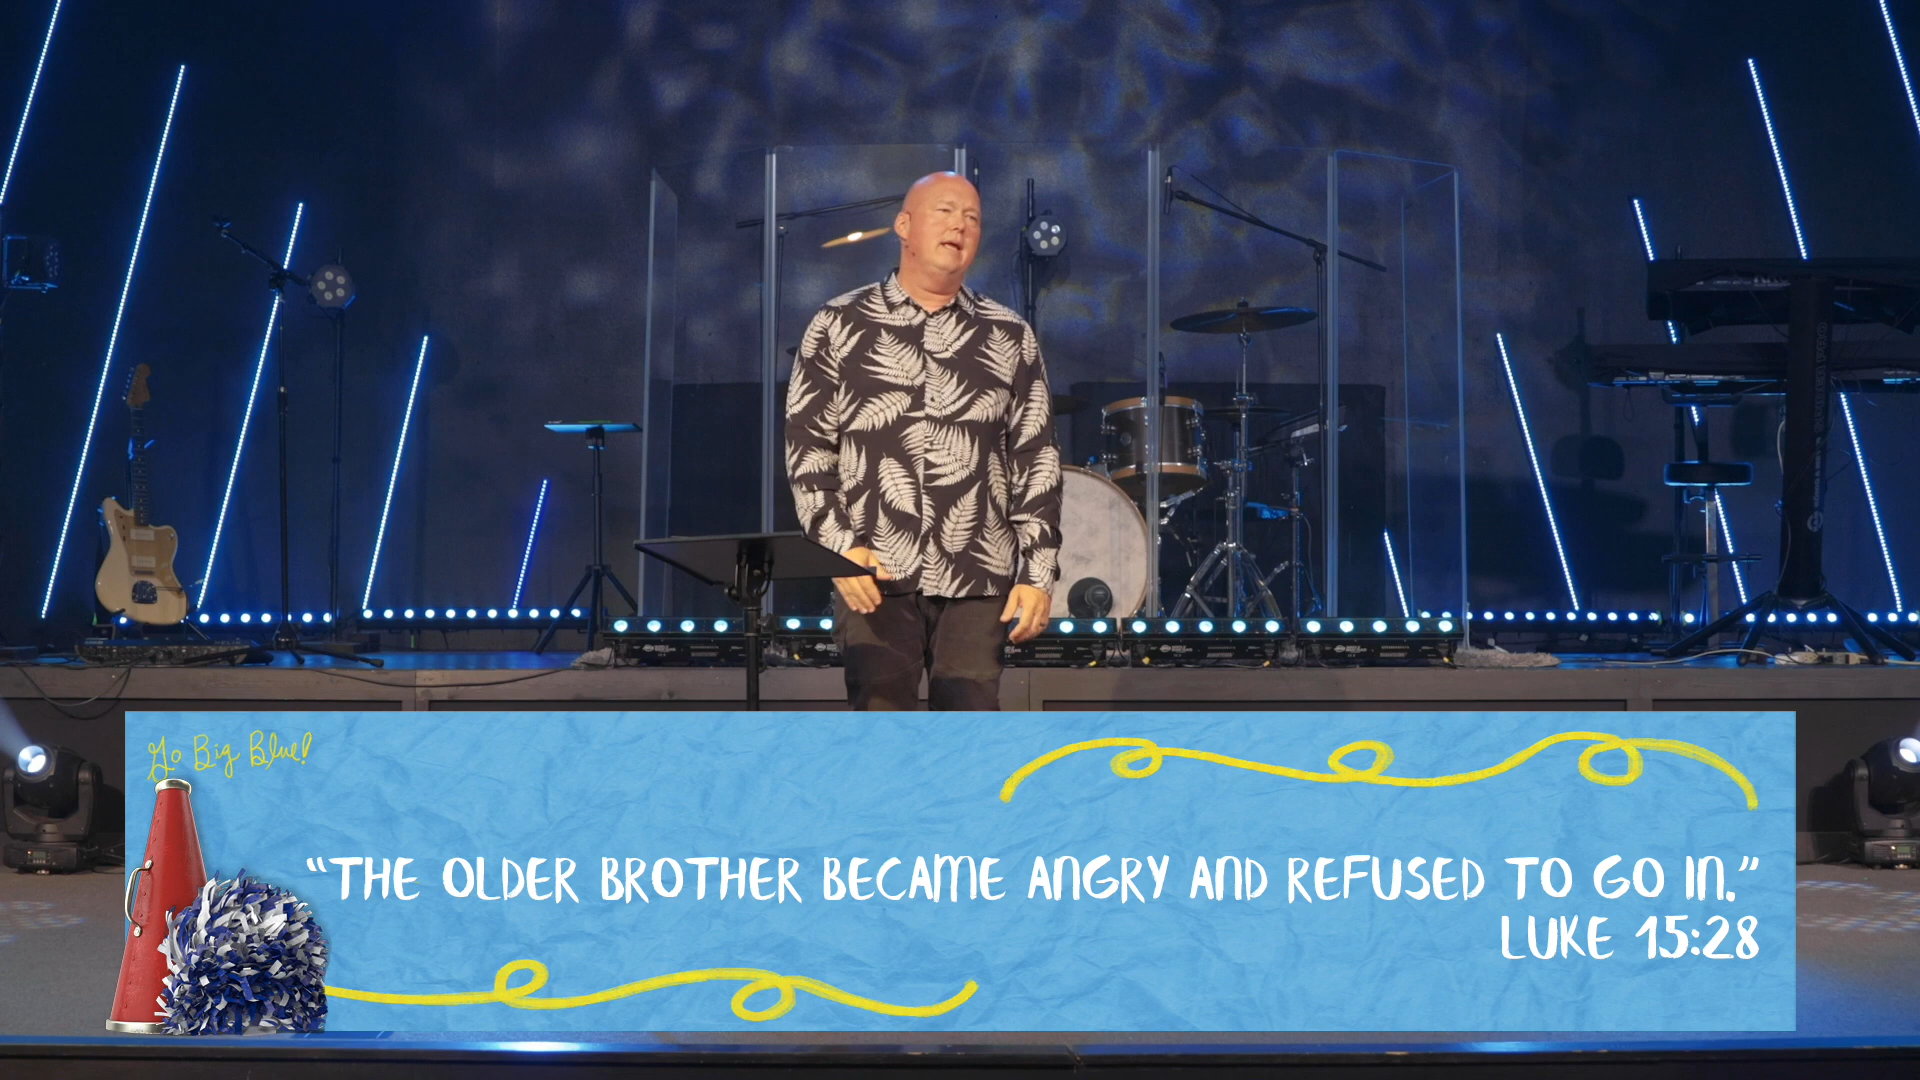 Go Big Blue!
“THE OLDER BROTHER BECAME ANGRY AND REFUSED TO GO IN.”
LUKE 15:28